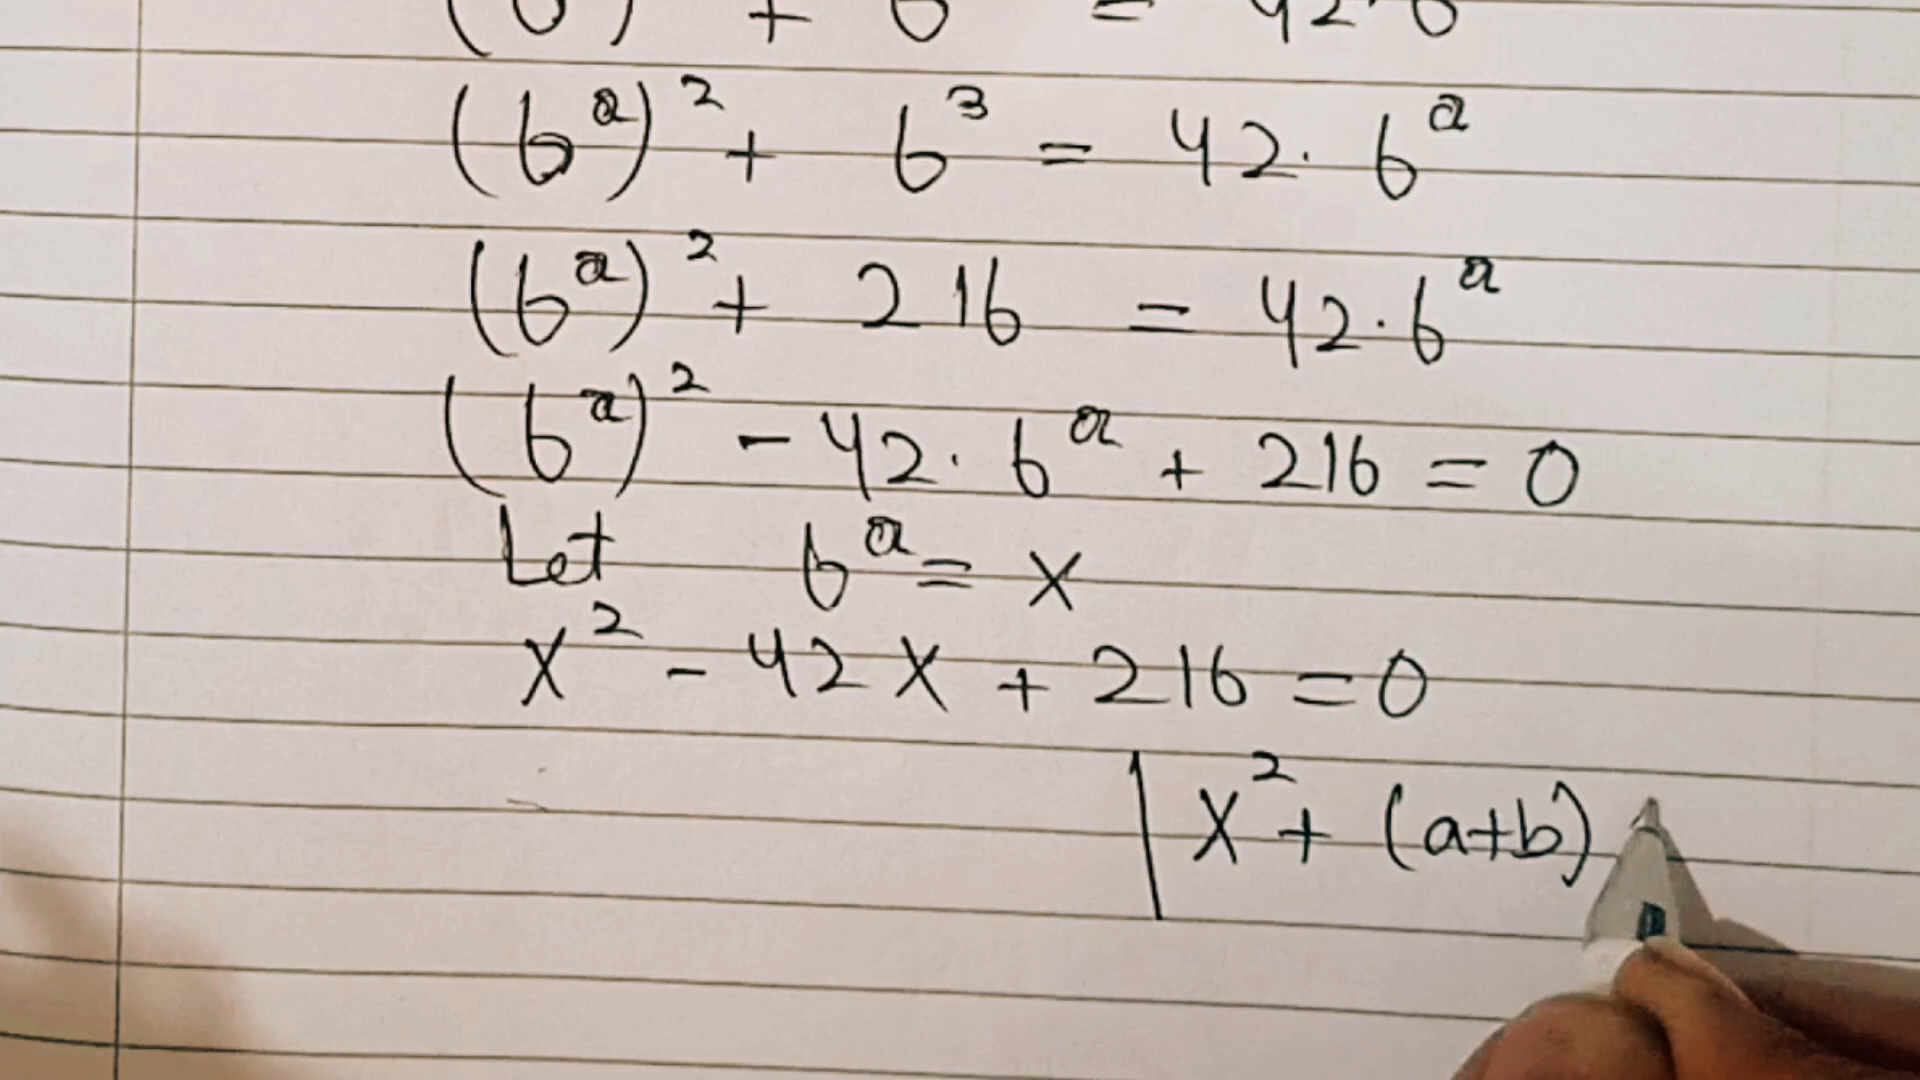 (6^a)^2 + 6^3 = 42·6^a
(6^a)^2 + 216 = 42·6^a
(6^a)^2 - 42·6^a + 216 = 0
Let 6^a = x
x^2 - 42x + 216 = 0
x^2 + (a+b)